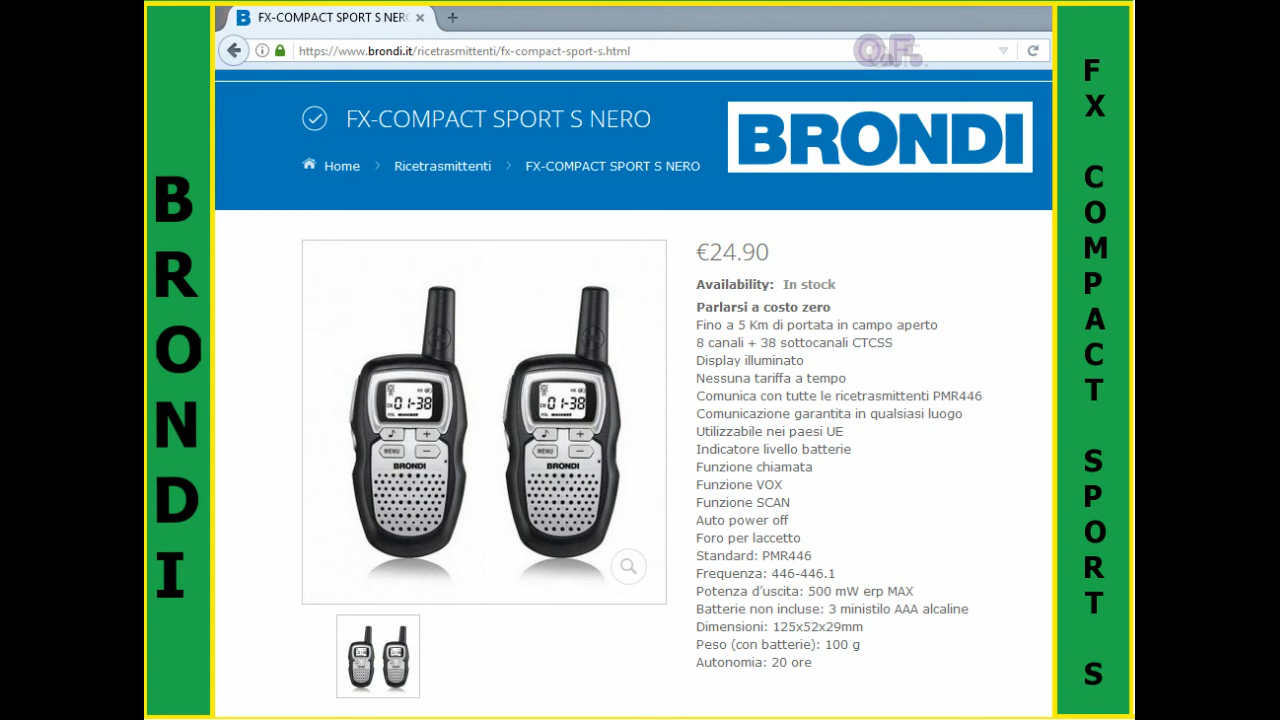 BRONDI
FX-COMPACT SPORT S NERO
https://www.brondi.it/ricetrasmittenti/fx-compact-sport-s.html
FX-COMPACT SPORT S NERO
BRONDI
Home > Ricetrasmittenti > FX-COMPACT SPORT S NERO
01-38
MENU
BRONDI
01-38
MENU
BRONDI
€24.90
Availability: In stock
Parlarsi a costo zero
Fino a 5 Km di portata in campo aperto
8 canali + 38 sottocanali CTCSS
Display illuminato
Nessuna tariffa a tempo
Comunica con tutte le ricetrasmittenti PMR446
Comunicazione garantita in qualsiasi luogo
Utilizzabile nei paesi UE
Indicatore livello batterie
Funzione chiamata
Funzione VOX
Funzione SCAN
Auto power off
Foro per laccetto
Standard: PMR446
Frequenza: 446-446.1
Potenza d'uscita: 500 mW erp MAX
Batterie non incluse: 3 ministilo AAA alcaline
Dimensioni: 125x52x29mm
Peso (con batterie): 100 g
Autonomia: 20 ore
FX COMPACT SPORT S